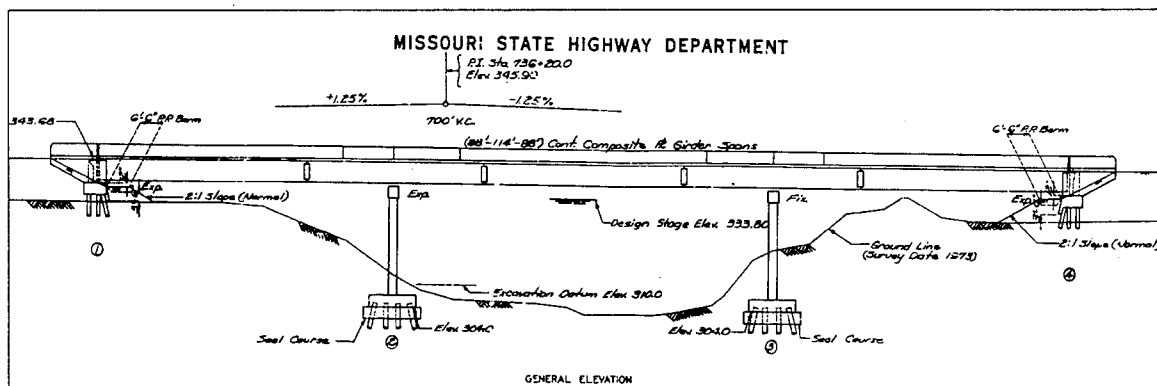 MISSOURI STATE HIGHWAY DEPARTMENT
P.I. Sta. 736+20.0
Elev. 345.90
+1.25%
-1.25%
700' V.C.
343.68
6'-6" R.R. Berm
(88'-114'-88') Cont. Composite Pl. Girder Spans
6'-6" R.R. Berm
Exp.
2:1 Slope (Normal)
Exp.
Fix.
Exp.
Design Stage Elev. 333.80
Ground Line
(Survey Date 1973)
2:1 Slope (Normal)
①
④
Excavation Datum Elev. 310.0
Seal Course
Elev. 304.0
Elev. 304.0
Seal Course
②
③
GENERAL ELEVATION